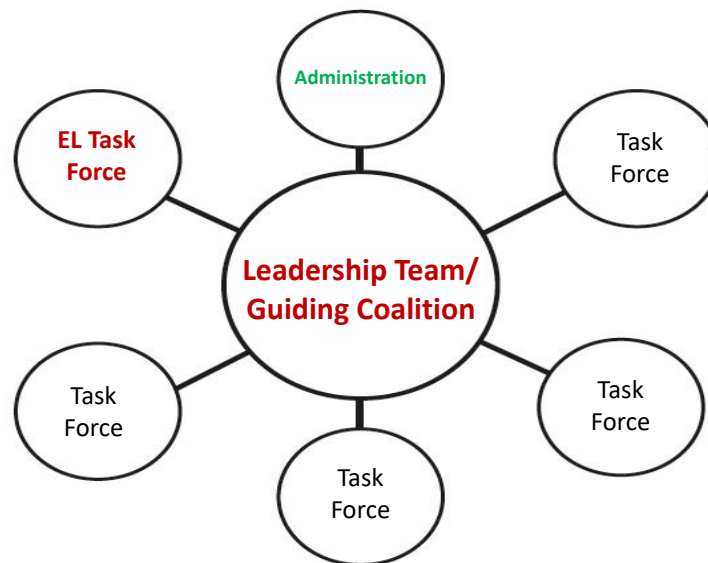 Administration
EL Task
Force
Task
Force
Leadership Team/
Guiding Coalition
Task
Force
Task
Force
Task
Force